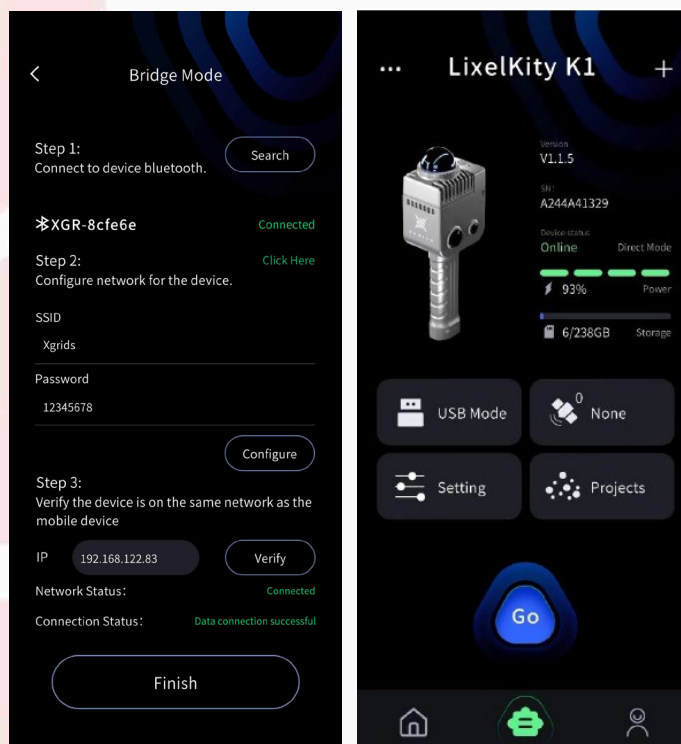 Bridge Mode
Step 1:
Connect to device bluetooth.
Search
XGR-8cfe6e
Connected
Step 2:
Click Here
Configure network for the device.
SSID
Xgrids
Password
12345678
Configure
Step 3:
Verify the device is on the same network as the
mobile device
IP
192.168.122.83
Verify
Network Status:
Connected
Connection Status:
Data connection successful
Finish
LixelKity K1
Version
V1.1.5
SN:
A244A41329
Device status
Online
Direct Mode
93%
Power
6/238GB
Storage
USB Mode
0
None
Setting
Projects
Go